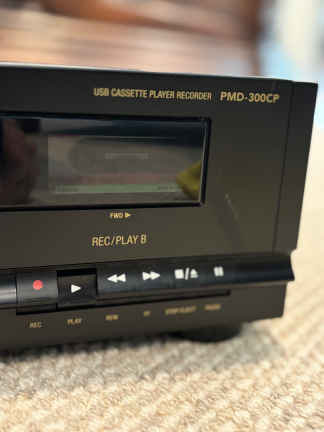 USB CASSETTE PLAYER RECORDER PMD-300CP
FWD
REC/PLAY B
REC PLAY REW FF STOP/EJECT PAUSE